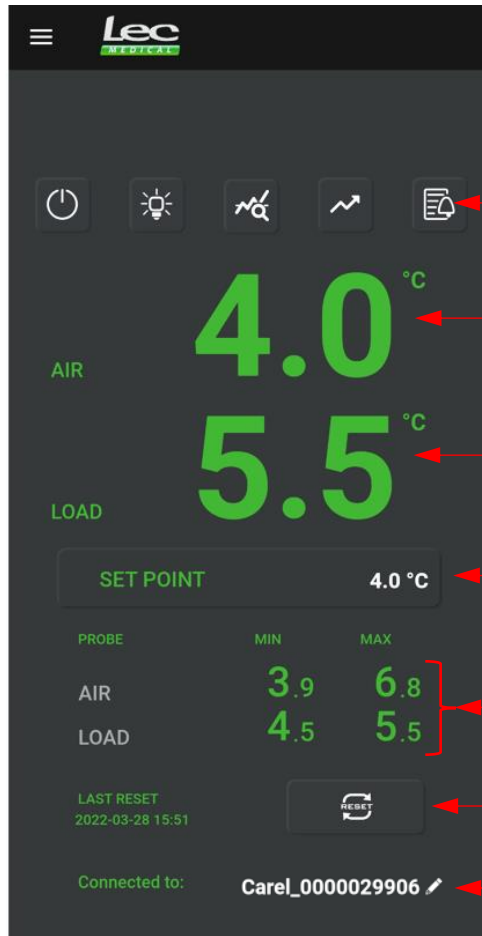 Lec
MEDICAL
4.0 °C
AIR
5.5 °C
LOAD
SET POINT 4.0 °C
PROBE MIN MAX
AIR 3.9 6.8
LOAD 4.5 5.5
LAST RESET
2022-03-28 15:51
RESET
Connected to: Carel_0000029906